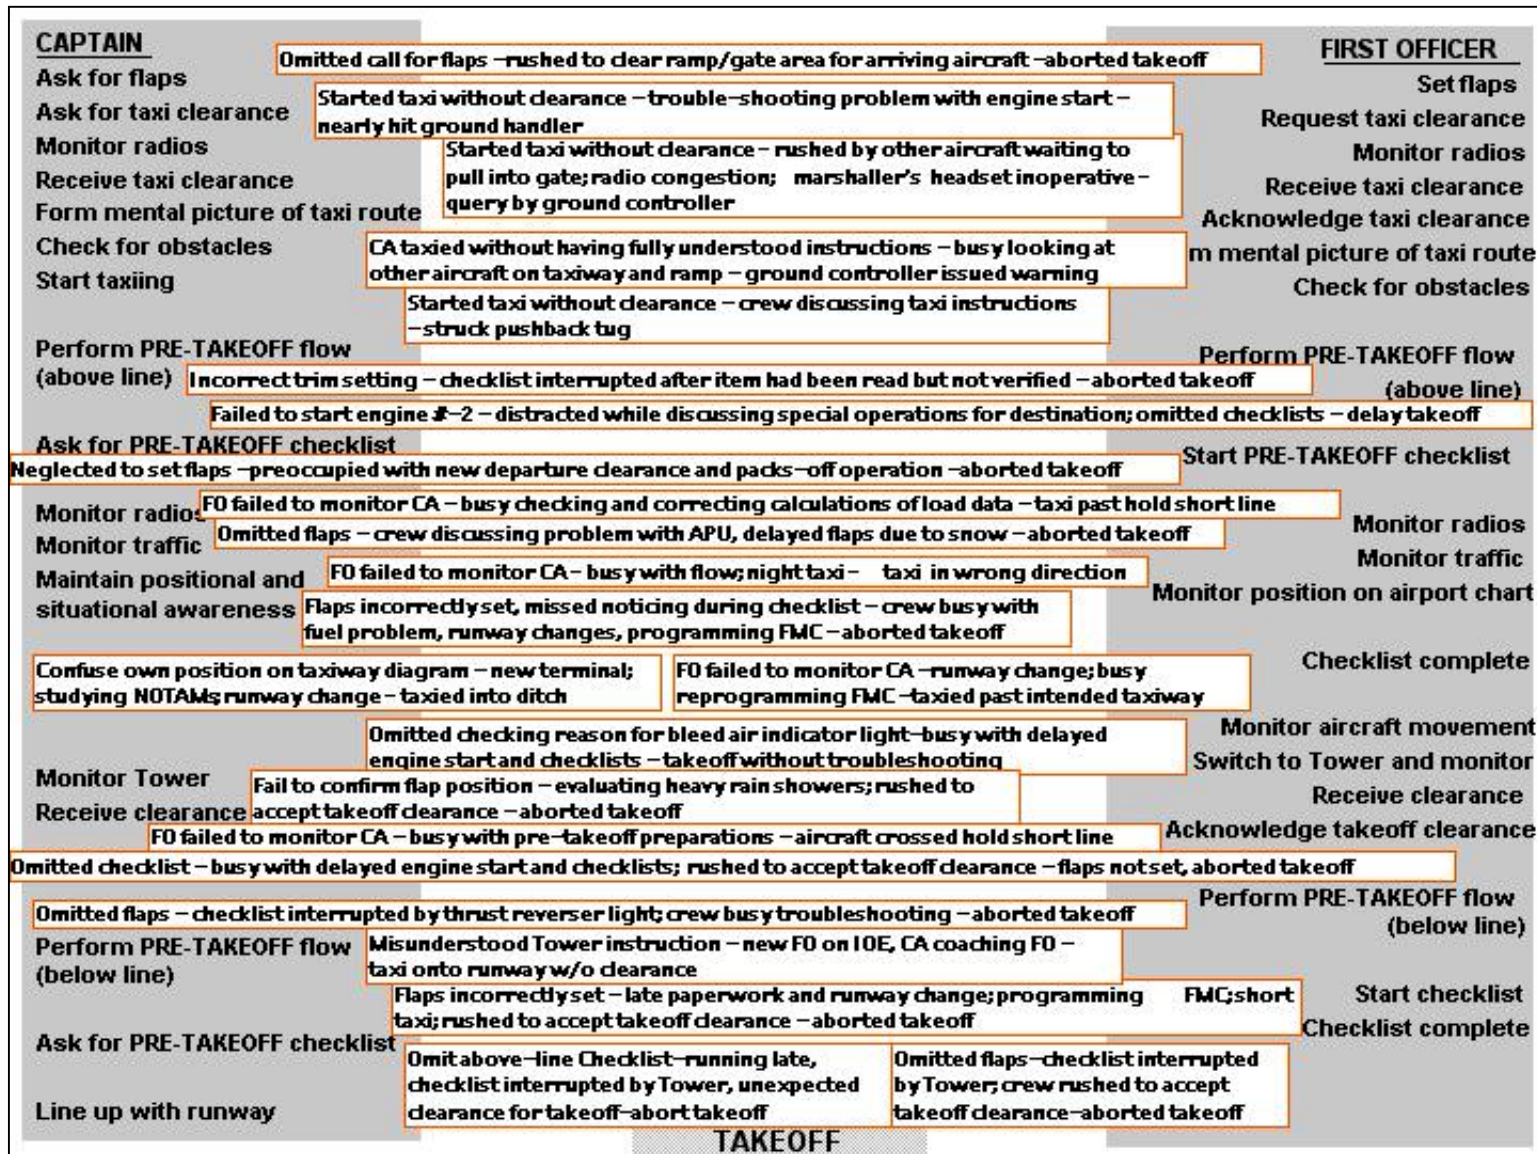 CAPTAIN
FIRST OFFICER
Omitted call for flaps –rushed to clear ramp/gate area for arriving aircraft –aborted takeoff
Ask for flaps
Set flaps
Started taxi without clearance – trouble–shooting problem with engine start –
nearly hit ground handler
Ask for taxi clearance
Request taxi clearance
Monitor radios
Monitor radios
Started taxi without clearance – rushed by other aircraft waiting to
pull into gate; radio congestion; marshaller's headset inoperative –
query by ground controller
Receive taxi clearance
Receive taxi clearance
Form mental picture of taxi route
Acknowledge taxi clearance
Check for obstacles
CA taxied without having fully understood instructions – busy looking at
other aircraft on taxiway and ramp – ground controller issued warning
m mental picture of taxi route
Start taxiing
Check for obstacles
Started taxi without clearance – crew discussing taxi instructions
–struck pushback tug
Perform PRE-TAKEOFF flow
(above line)
Perform PRE-TAKEOFF flow
(above line)
Incorrect trim setting – checklist interrupted after item had been read but not verified – aborted takeoff
Failed to start engine #–2 – distracted while discussing special operations for destination; omitted checklists – delay takeoff
Ask for PRE-TAKEOFF checklist
Start PRE-TAKEOFF checklist
Neglected to set flaps –preoccupied with new departure clearance and packs–off operation –aborted takeoff
FO failed to monitor CA – busy checking and correcting calculations of load data – taxi past hold short line
Monitor radios
Monitor radios
Omitted flaps – crew discussing problem with APU, delayed flaps due to snow – aborted takeoff
Monitor traffic
Monitor traffic
FO failed to monitor CA– busy with flow; night taxi – taxi in wrong direction
Maintain positional and
situational awareness
Monitor position on airport chart
Flaps incorrectly set, missed noticing during checklist – crew busy with
fuel problem, runway changes, programming FMC –aborted takeoff
Confuse own position on taxiway diagram – new terminal;
studying NOTAMs; runway change – taxied into ditch
FO failed to monitor CA –runway change; busy
reprogramming FMC –taxied past intended taxiway
Checklist complete
Omitted checking reason for bleed air indicator light–busy with delayed
engine start and checklists – takeoff without troubleshooting
Monitor aircraft movement
Switch to Tower and monitor
Monitor Tower
Fail to confirm flap position – evaluating heavy rain showers; rushed to
accept takeoff clearance –aborted takeoff
Receive clearance
Receive clearance
FO failed to monitor CA – busy with pre–takeoff preparations – aircraft crossed hold short line
Acknowledge takeoff clearance
Omitted checklist – busy with delayed engine start and checklists; rushed to accept takeoff clearance – flaps not set, aborted takeoff
Omitted flaps – checklist interrupted by thrust reverser light; crew busy troubleshooting – aborted takeoff
Perform PRE-TAKEOFF flow
(below line)
Perform PRE-TAKEOFF flow
(below line)
Misunderstood Tower instruction – new FO on IOE, CA coaching FO –
taxi onto runway w/o clearance
Flaps incorrectly set – late paperwork and runway change; programming FMC; short
taxi; rushed to accept takeoff clearance – aborted takeoff
Start checklist
Checklist complete
Ask for PRE-TAKEOFF checklist
Omit above–line Checklist–running late,
checklist interrupted by Tower, unexpected
clearance for takeoff–abort takeoff
Omitted flaps–checklist interrupted
by Tower; crew rushed to accept
takeoff clearance–aborted takeoff
Line up with runway
TAKEOFF